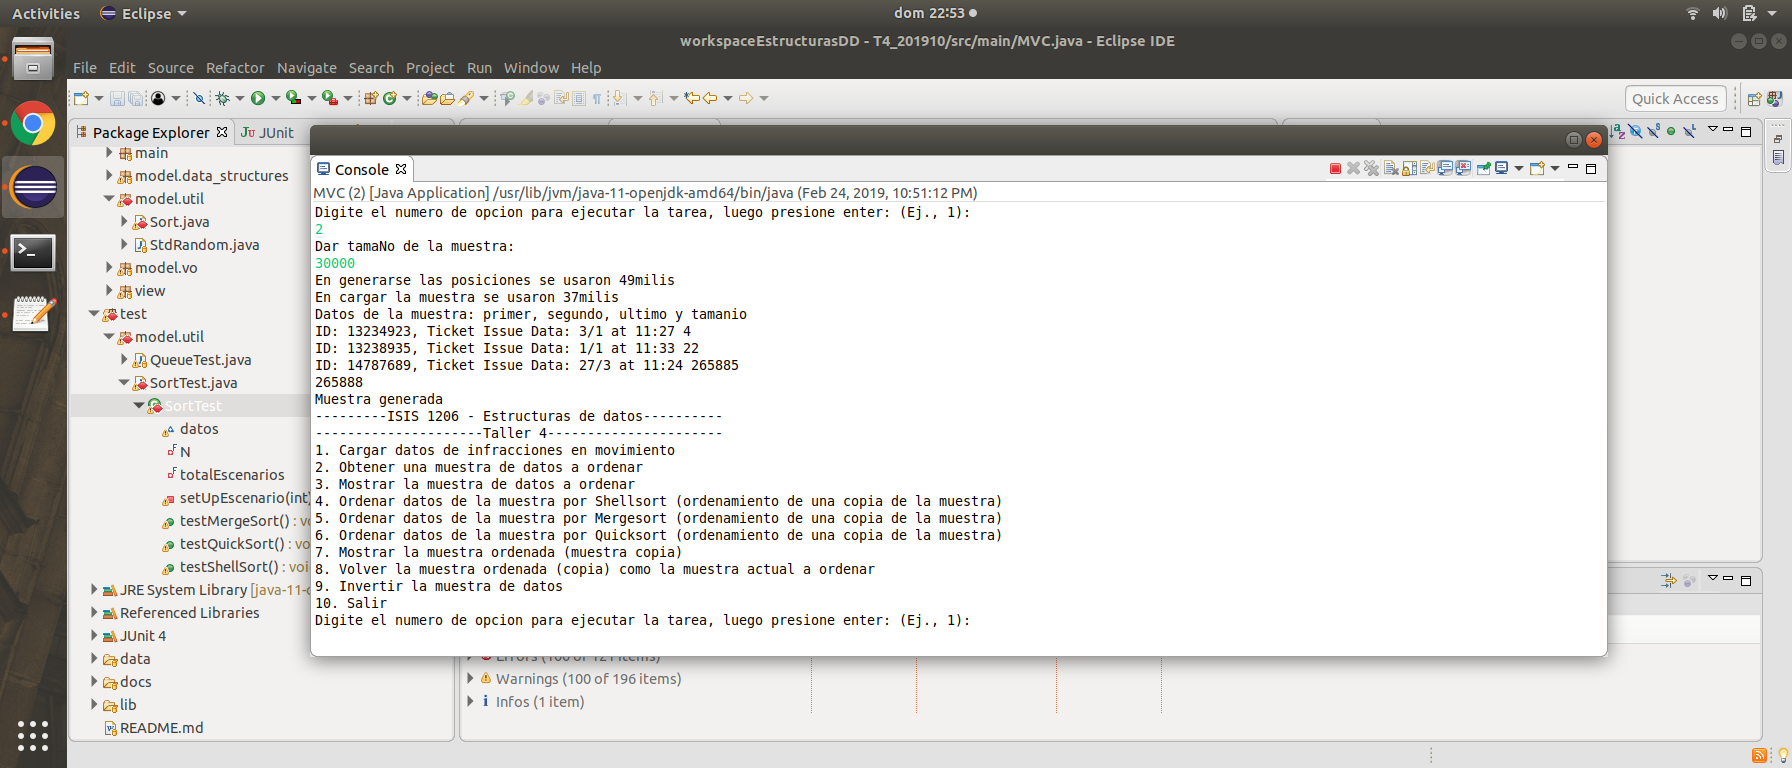 Activities Eclipse dom 22:53
workspaceEstructurasDD - T4_201910/src/main/MVC.java - Eclipse IDE
File Edit Source Refactor Navigate Search Project Run Window Help
Quick Access
Package Explorer JUnit
main
model.data_structures
model.util
Sort.java
StdRandom.java
model.vo
view
test
model.util
QueueTest.java
SortTest.java
SortTest
datos
N
totalEscenarios
setUpEscenario(int)
testMergeSort() : vo
testQuickSort() : vo
testShellSort() : voi
JRE System Library [java-11-o
Referenced Libraries
JUnit 4
data
docs
lib
README.md
Console
MVC (2) [Java Application] /usr/lib/jvm/java-11-openjdk-amd64/bin/java (Feb 24, 2019, 10:51:12 PM)
Digite el numero de opcion para ejecutar la tarea, luego presione enter: (Ej., 1):
2
Dar tamaNo de la muestra:
30000
En generarse las posiciones se usaron 49milis
En cargar la muestra se usaron 37milis
Datos de la muestra: primer, segundo, ultimo y tamanio
ID: 13234923, Ticket Issue Data: 3/1 at 11:27 4
ID: 13238935, Ticket Issue Data: 1/1 at 11:33 22
ID: 14787689, Ticket Issue Data: 27/3 at 11:24 265885
265888
Muestra generada
---------ISIS 1206 - Estructuras de datos----------
---------------------Taller 4----------------------
1. Cargar datos de infracciones en movimiento
2. Obtener una muestra de datos a ordenar
3. Mostrar la muestra de datos a ordenar
4. Ordenar datos de la muestra por Shellsort (ordenamiento de una copia de la muestra)
5. Ordenar datos de la muestra por Mergesort (ordenamiento de una copia de la muestra)
6. Ordenar datos de la muestra por Quicksort (ordenamiento de una copia de la muestra)
7. Mostrar la muestra ordenada (muestra copia)
8. Volver la muestra ordenada (copia) como la muestra actual a ordenar
9. Invertir la muestra de datos
10. Salir
Digite el numero de opcion para ejecutar la tarea, luego presione enter: (Ej., 1):
Errors (100 of 121 items)
Warnings (100 of 196 items)
Infos (1 item)